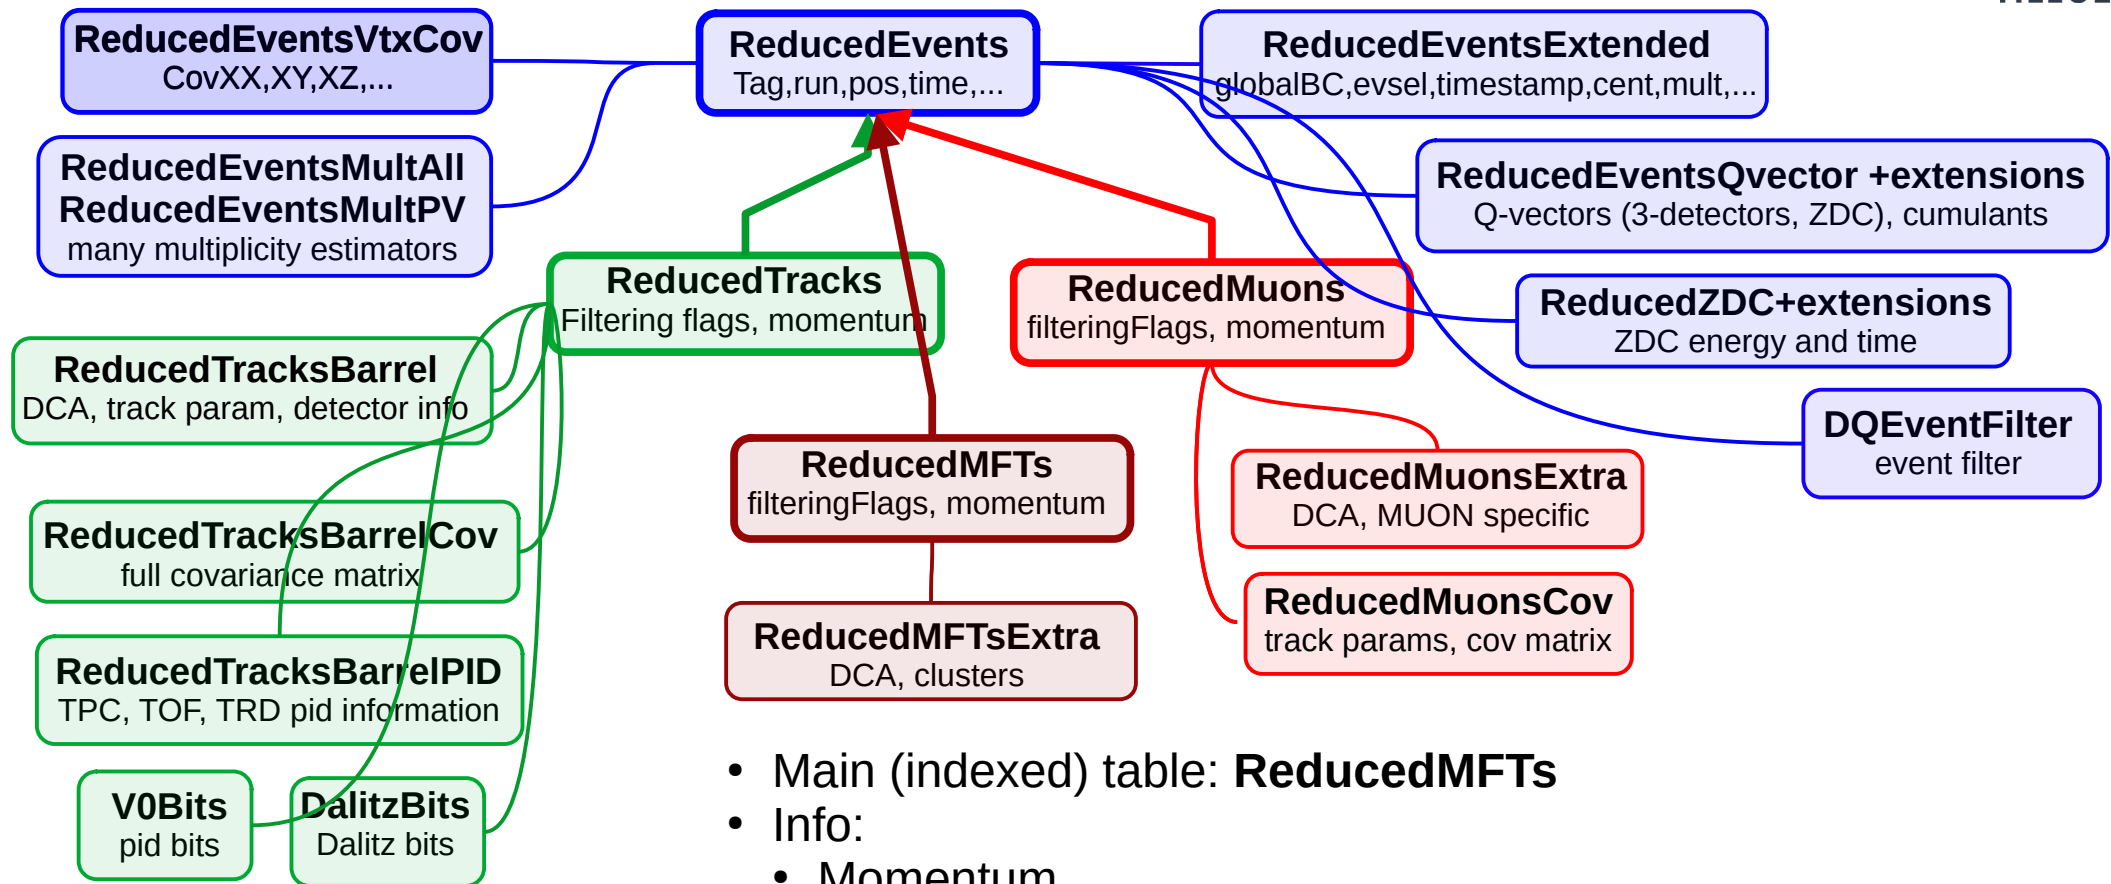 ReducedEventsVtxCov
CovXX,XY,XZ,...
ReducedEvents
Tag,run,pos,time,...
ReducedEventsExtended
globalBC,evsel,timestamp,cent,mult,...
ReducedEventsMultAll
ReducedEventsMultPV
many multiplicity estimators
ReducedEventsQvector +extensions
Q-vectors (3-detectors, ZDC), cumulants
ReducedTracks
Filtering flags, momentum
ReducedMuons
filteringFlags, momentum
ReducedZDC+extensions
ZDC energy and time
ReducedTracksBarrel
DCA, track param, detector info
DQEventFilter
event filter
ReducedMFTs
filteringFlags, momentum
ReducedMuonsExtra
DCA, MUON specific
ReducedTracksBarrelCov
full covariance matrix
ReducedMuonsCov
track params, cov matrix
ReducedMFTsExtra
DCA, clusters
ReducedTracksBarrelPID
TPC, TOF, TRD pid information
V0Bits
pid bits
DalitzBits
Dalitz bits
• Main (indexed) table: ReducedMFTs
• Info:
• Momentum